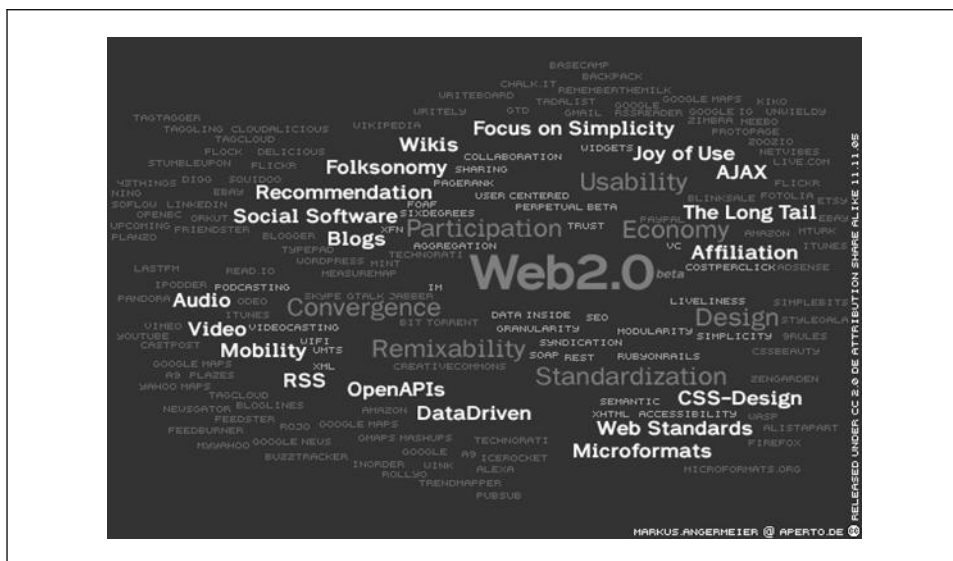 BASECAMP
BACKPACK
CHALK.IT REMEMBERTHEMILK
WRITEBOARD TADALIST GOOGLE GOOGLE MAPS KIKO
WRITELY GTD GMAIL RSSREADER GOOGLE IG UNWIELDY
TAGTAGGER ZIMBRA MEEBO
TAGGLING CLOUDALICIOUS WIKIPEDIA Focus on Simplicity PROTOPAGE
TAGCLOUD Wikis WIDGETS Joy of Use ZOOZIO
FLOCK DELICIOUS COLLABORATION NETVIBES
STUMBLEUPON FLICKR Folksonomy SHARING AJAX LIVE.COM
43THINGS DIGG SQUIDOO PAGERANK Usability FLICKR
NING EBAY Recommendation USER CENTERED BLINKSALE FOTOLIA
SOFLOW LINKEDIN FOAF PERPETUAL BETA ETSY
OPENBC ORKUT Social Software SIXDEGREES PAYPAL The Long Tail EBAY
UPCOMING FRIENDSTER XFN Participation TRUST Economy AMAZON MTURK
PLANZO BLOGGER Blogs AGGREGATION VC ITUNES
TYPEPAD TECHNORATI Affiliation
WORDPRESS MINT Web2.0 beta COSTPERCLICK ADSENSE
LASTFM READ.IO MEASUREMAP
IPODDER PODCASTING IM
PANDORA Audio ODEO SKYPE GTALK JABBER LIVELINESS SIMPLEBITS
ITUNES Convergence DATA INSIDE SEO Design STYLEGALA
VIMEO Video VIDEOCASTING BIT TORRENT GRANULARITY MODULARITY
YOUTUBE WIFI SYNDICATION SIMPLICITY 9RULES
CASTPOST Mobility UMTS Remixability SOAP REST RUBYONRAILS CSSBEAUTY
GOOGLE MAPS XML CREATIVECOMMONS
A9 PLAZES RSS Standardization ZENGARDEN
YAHOO MAPS OpenAPIs
TAGCLOUD SEMANTIC CSS-Design
NEWSGATOR BLOGLINES AMAZON DataDriven XHTML ACCESSIBILITY WASP
FEEDSTER ROJO GOOGLE MAPS Web Standards ALISTAPART
FEEDBURNER
MYYAHOO GOOGLE NEWS GMAPS MASHUPS TECHNORATI FIREFOX
BUZZTRACKER GOOGLE A9 ICEROCKET Microformats
INORDER WINK ALEXA MICROFORMATS.ORG
ROLLYO
TRENDMAPPER
PUBSUB
MARKUS.ANGERMEIER @ APERTO.DE
RELEASED UNDER CC 2.0 DE ATTRIBUTION SHARE ALIKE 11.11.05